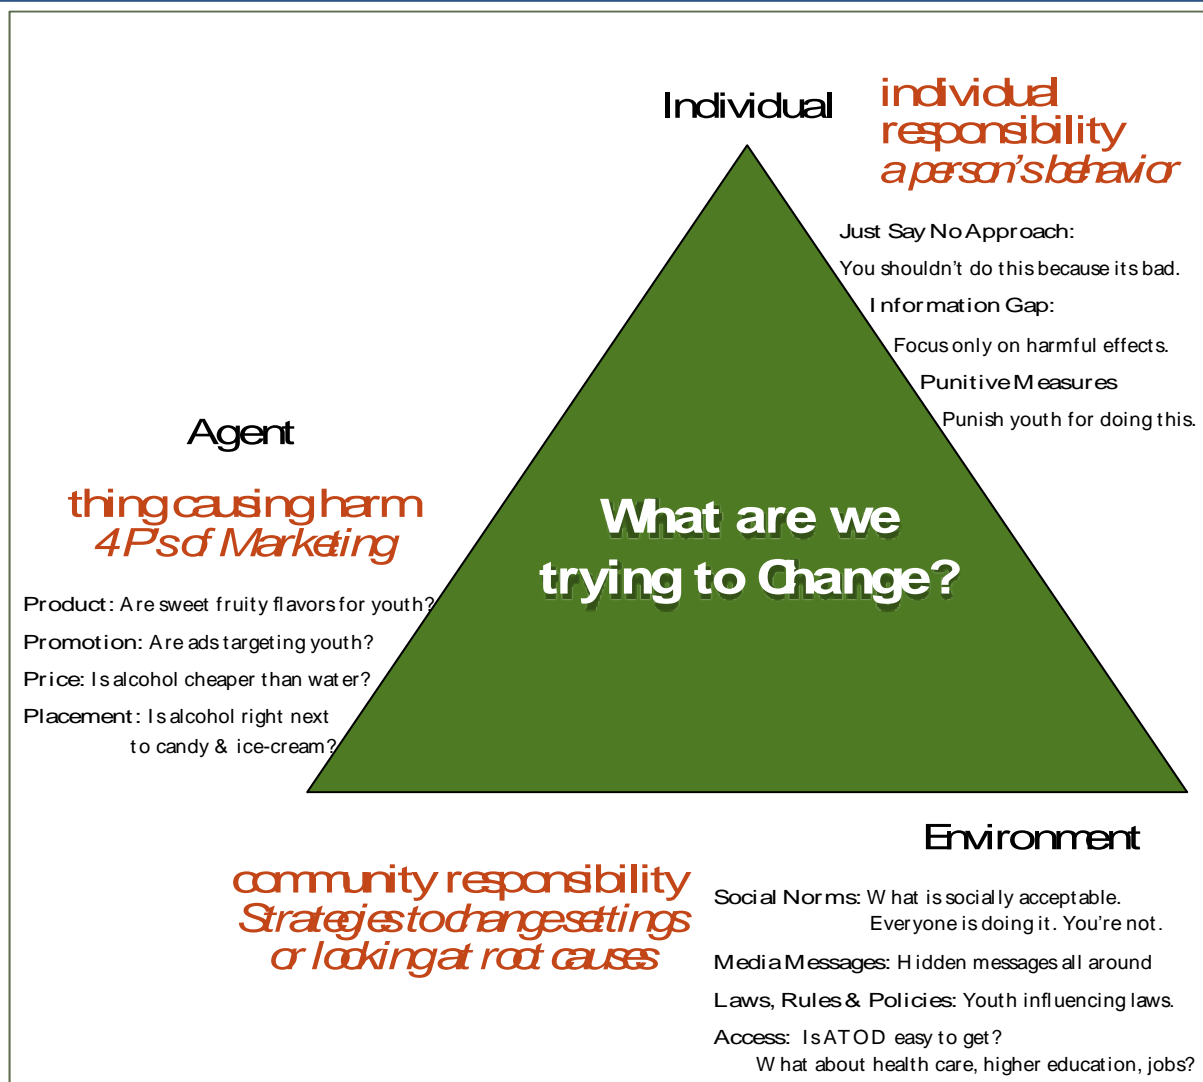 Individual
individual
responsibility
a person's behavior
Just Say No Approach:
You shouldn't do this because its bad.
Information Gap:
Focus only on harmful effects.
Punitive Measures
Punish youth for doing this.
Agent
thing causing harm
4 P's of Marketing
Product: Are sweet fruity flavors for youth?
Promotion: Are ads targeting youth?
Price: Is alcohol cheaper than water?
Placement: Is alcohol right next
to candy & ice-cream?
What are we
trying to Change?
Environment
community responsibility
Strategies to change settings
or looking at root causes
Social Norms: What is socially acceptable.
Everyone is doing it. You're not.
Media Messages: Hidden messages all around
Laws, Rules & Policies: Youth influencing laws.
Access: Is ATOD easy to get?
What about health care, higher education, jobs?